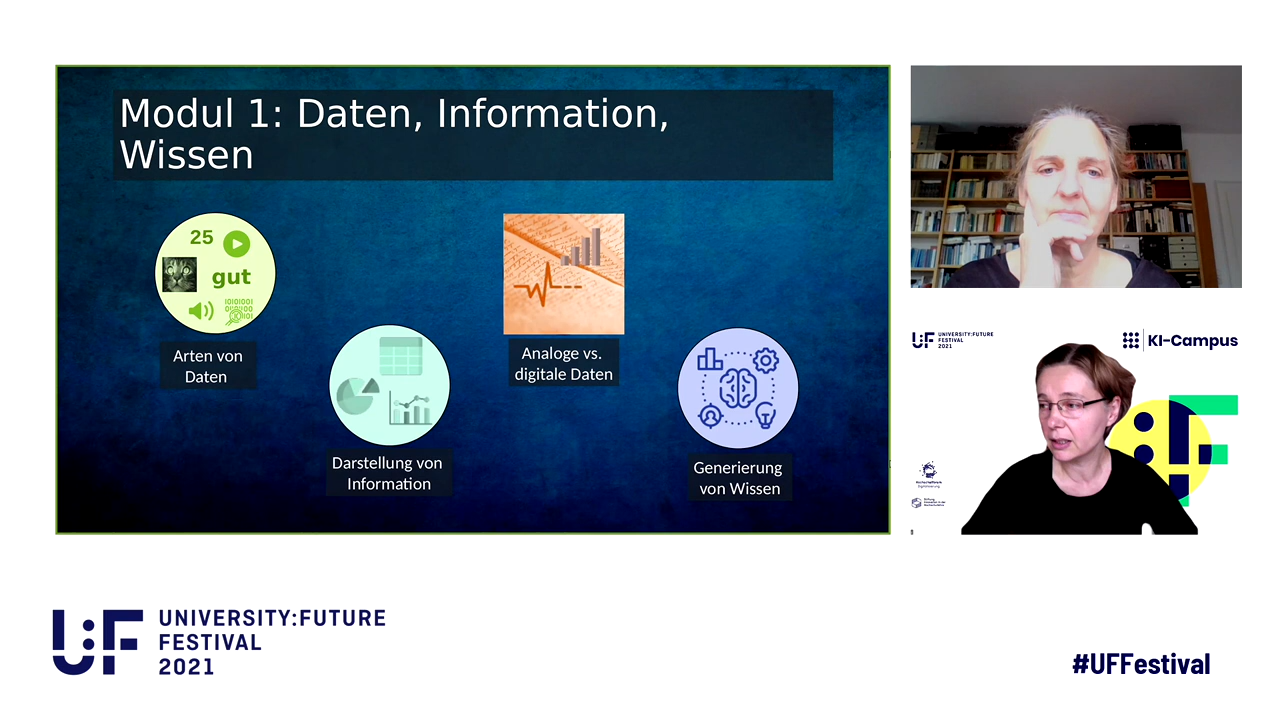 Modul 1: Daten, Information,
Wissen
25
gut
Arten von
Daten
Darstellung von
Information
Analoge vs.
digitale Daten
Generierung
von Wissen
UNIVERSITY:FUTURE
FESTIVAL
2021
KI-Campus
UNIVERSITY:FUTURE
FESTIVAL
2021
#UFFestival